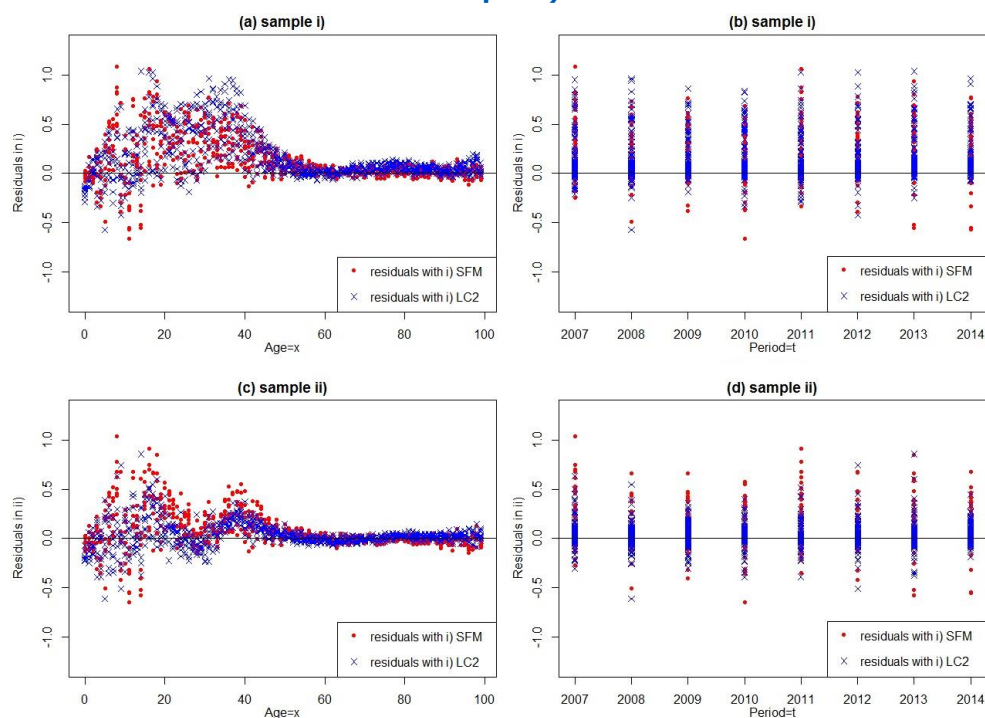 (a) sample i)
Residuals in i)
1.0
0.5
0.0
-0.5
-1.0
residuals with i) SFM
residuals with i) LC2
0 20 40 60 80 100
Age=x
(b) sample i)
Residuals in i)
1.0
0.5
0.0
-0.5
-1.0
residuals with i) SFM
residuals with i) LC2
2007 2008 2009 2010 2011 2012 2013 2014
Period=t
(c) sample ii)
Residuals in ii)
1.0
0.5
0.0
-0.5
-1.0
residuals with i) SFM
residuals with i) LC2
0 20 40 60 80 100
Age=x
(d) sample ii)
Residuals in ii)
1.0
0.5
0.0
-0.5
-1.0
residuals with i) SFM
residuals with i) LC2
2007 2008 2009 2010 2011 2012 2013 2014
Period=t